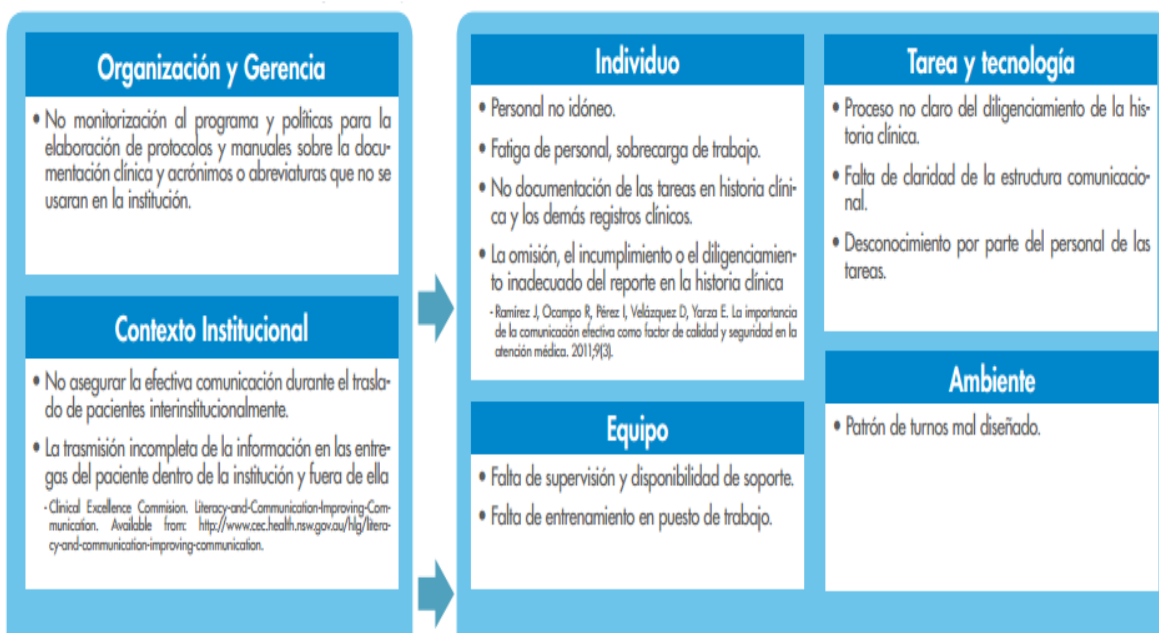 Organización y Gerencia
• No monitorización al programa y políticas para la
elaboración de protocolos y manuales sobre la docu-
mentación clínica y acrónimos o abreviaturas que no se
usaran en la institución.
Contexto Institucional
• No asegurar la efectiva comunicación durante el trasla-
do de pacientes interinstitucionalmente.
• La trasmisión incompleta de la información en las entre-
gas del paciente dentro de la institución y fuera de ella
- Clinical Excellence Commision. Literacy-and-Communication-Improving-Com-
munication. Available from: http://www.cec.health.nsw.gov.au/hlg/litera-
cy-and-communication-improving-communication.
Individuo
• Personal no idóneo.
• Fatiga de personal, sobrecarga de trabajo.
• No documentación de las tareas en historia clíni-
ca y los demás registros clínicos.
• La omisión, el incumplimiento o el diligenciamien-
to inadecuado del reporte en la historia clínica
- Ramírez J, Ocampo R, Pérez I, Velázquez D, Yarza E. La importancia
de la comunicación efectiva como factor de calidad y seguridad en la
atención médica. 2011;9(3).
Equipo
• Falta de supervisión y disponibilidad de soporte.
• Falta de entrenamiento en puesto de trabajo.
Tarea y tecnología
• Proceso no claro del diligenciamiento de la his-
toria clínica.
• Falta de claridad de la estructura comunicacio-
nal.
• Desconocimiento por parte del personal de las
tareas.
Ambiente
• Patrón de turnos mal diseñado.